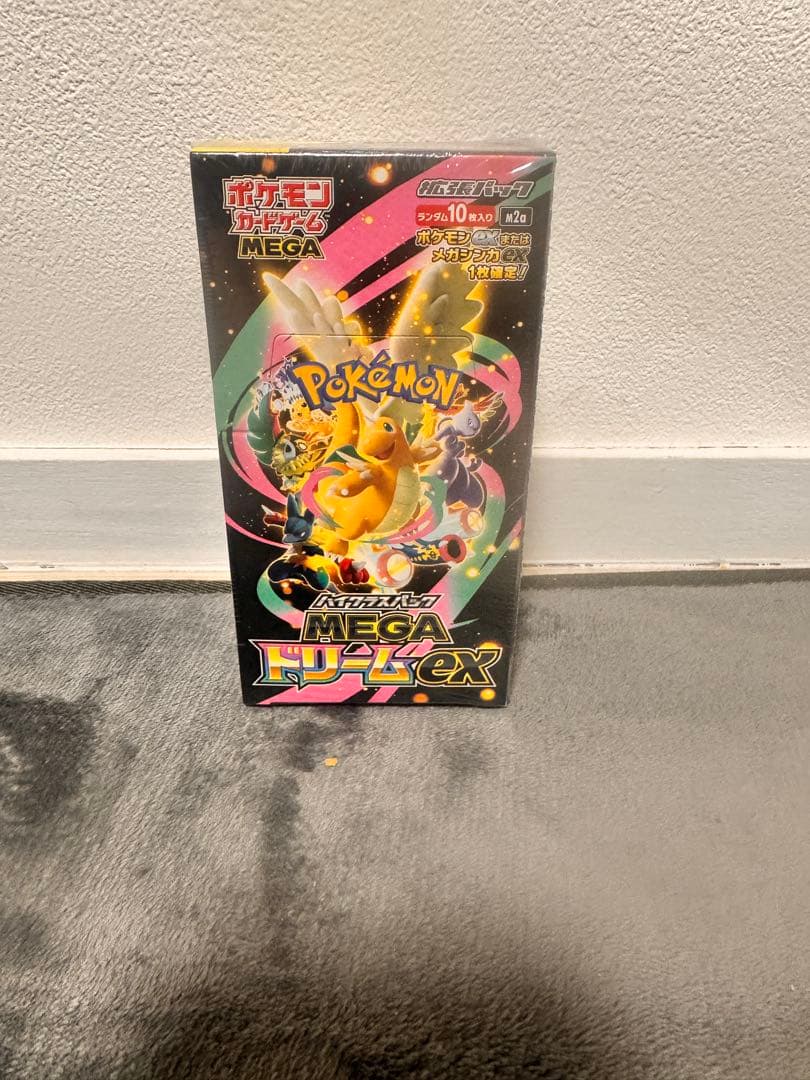 ポケモン
カードゲーム
MEGA
拡張パック
ランダム10枚入り
M2a
ポケモンexまたは
メガシンカex
1枚確定!
POKéMON
ハイクラスパック
MEGA
ドリームex